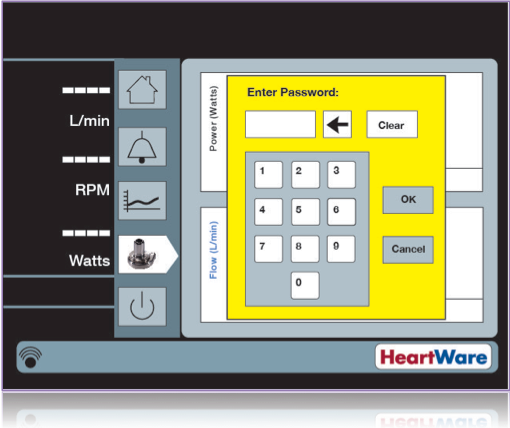 ---- 
L/min
----
RPM
----
Watts
Power (Watts)
Flow (L/min)
Enter Password:
Clear
1 2 3
4 5 6
7 8 9
0
OK
Cancel
HeartWare